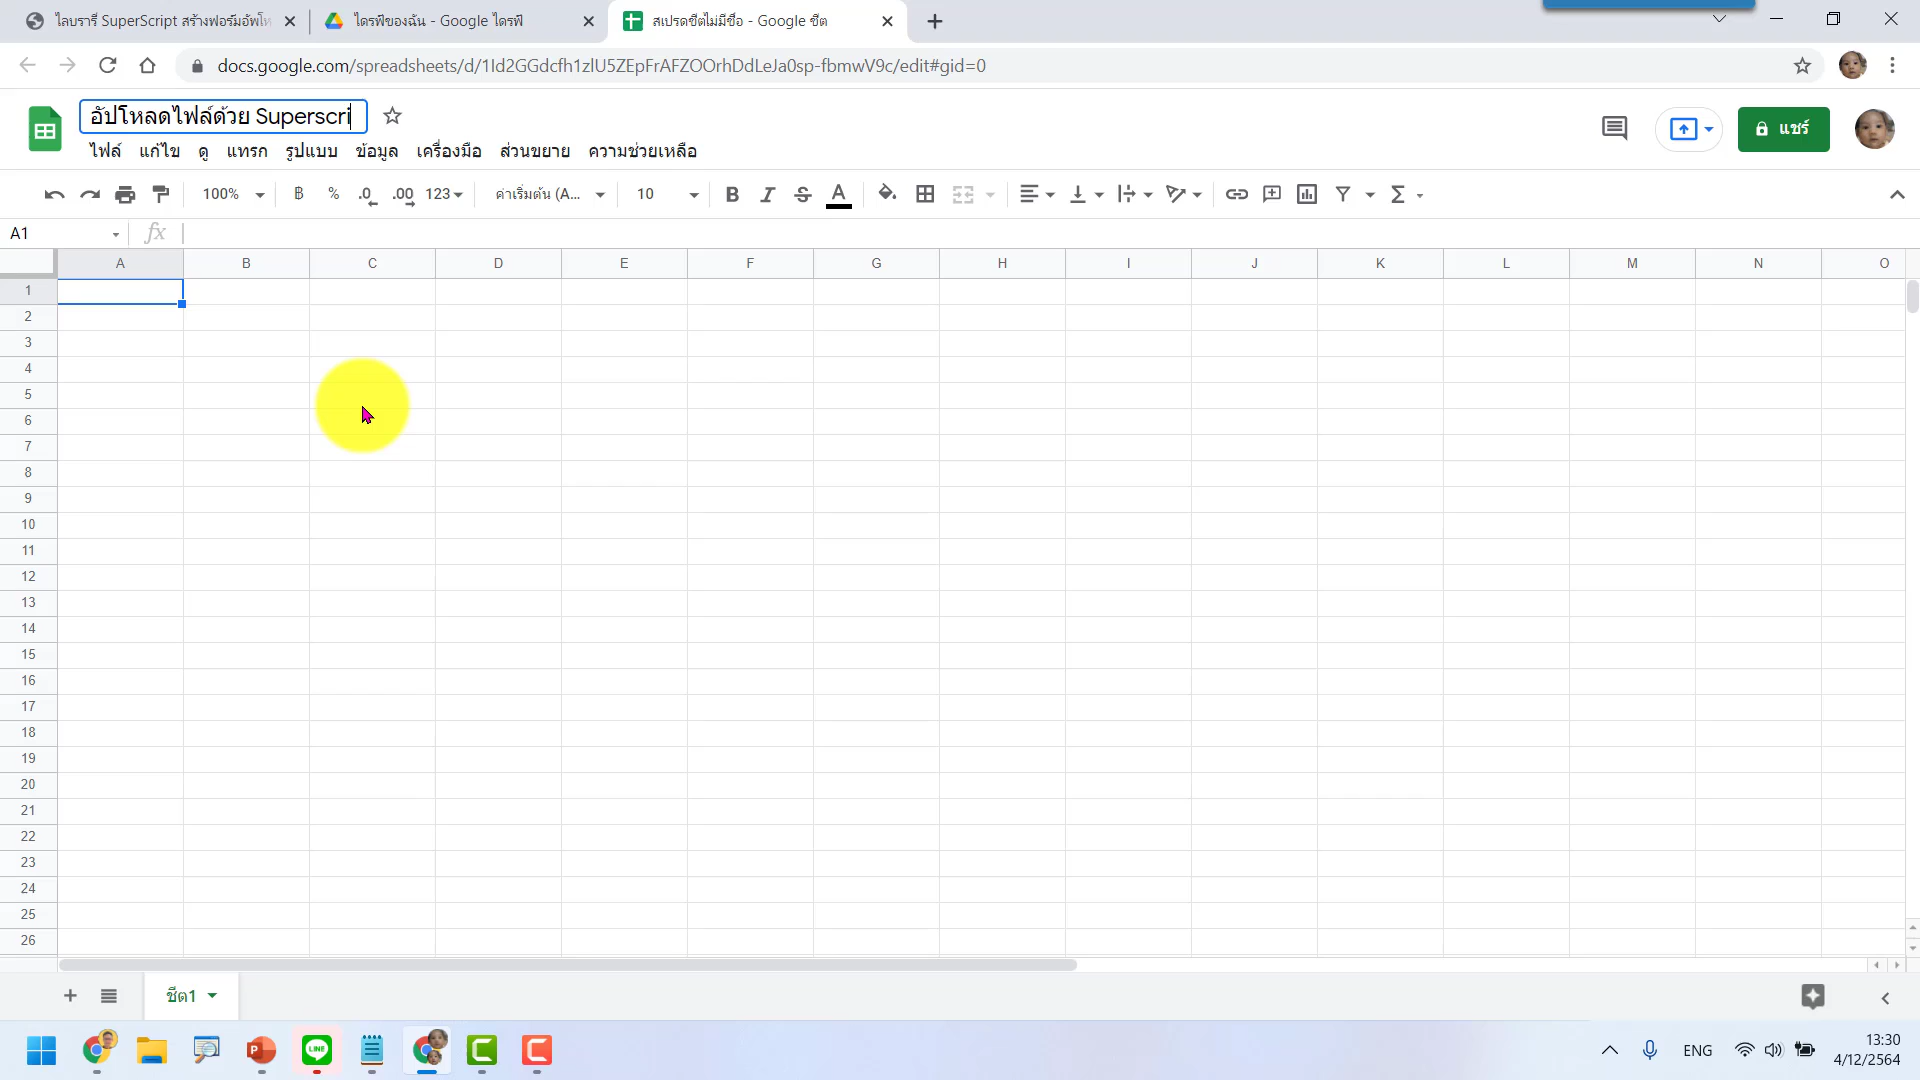 ไลบรารี SuperScript สร้างฟอร์มอัพโห
ไดรฟ์ของฉัน - Google ไดรฟ์
สเปรดชีตไม่มีชื่อ - Google ชีต
docs.google.com/spreadsheets/d/1Id2GGdcfh1zlU5ZEpFrAFZOOrhDdLeJa0sp-fbmwV9c/edit#gid=0
อัปโหลดไฟล์ด้วย Superscri
แชร์
ไฟล์ แก้ไข ดู แทรก รูปแบบ ข้อมูล เครื่องมือ ส่วนขยาย ความช่วยเหลือ
100% ฿ % .0 .00 123 ค่าเริ่มต้น (A... 10 B I S A Σ
A1 fx
A B C D E F G H I J K L M N O
1
2
3
4
5
6
7
8
9
10
11
12
13
14
15
16
17
18
19
20
21
22
23
24
25
26
ชีต1
LINE
ENG
13:30
4/12/2564